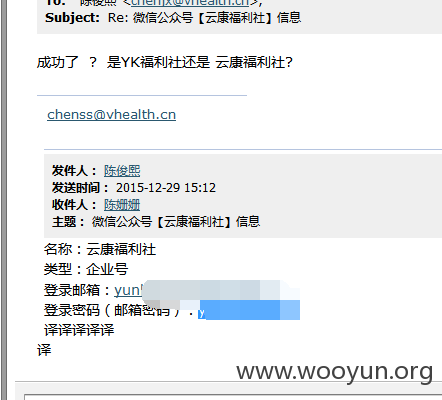 To: 陈俊熙 <chenjx@vhealth.cn>;
Subject: Re: 微信公众号【云康福利社】信息
成功了 ？ 是YK福利社还是 云康福利社?
chenss@vhealth.cn
发件人： 陈俊熙
发送时间： 2015-12-29 15:12
收件人： 陈姗姗
主题： 微信公众号【云康福利社】信息
名称：云康福利社
类型：企业号
登录邮箱：
登录密码（邮箱密码）：
译译译译译
译
www.wooyun.org